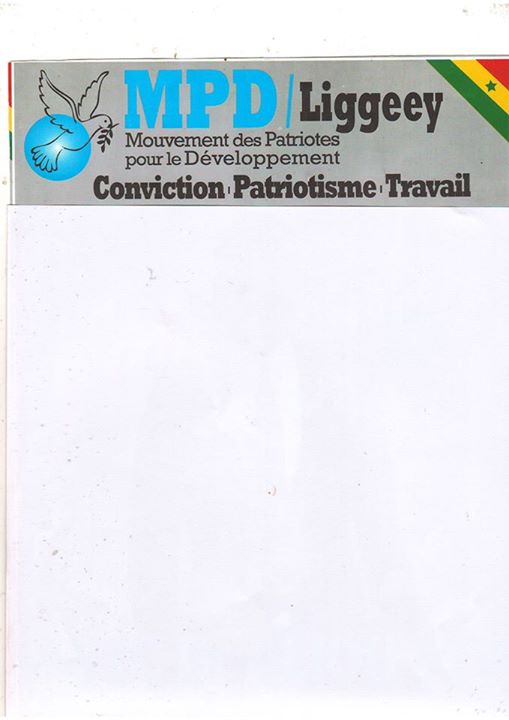 MPD/Liggeey
Mouvement des Patriotes
pour le Développement
Conviction Patriotisme Travail